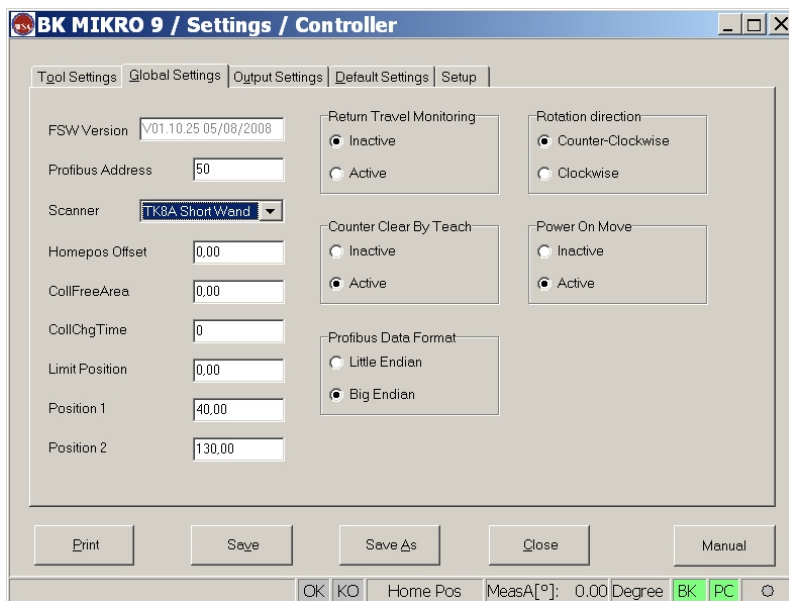 BK MIKRO 9 / Settings / Controller
Tool Settings Global Settings Output Settings Default Settings Setup
FSW Version V01.10.25 05/08/2008
Profibus Address 50
Scanner TK8A Short Wand
Homepos Offset 0,00
CollFreeArea 0,00
CollChgTime 0
Limit Position 0,00
Position 1 40,00
Position 2 130,00
Return Travel Monitoring
Inactive
Active
Counter Clear By Teach
Inactive
Active
Profibus Data Format
Little Endian
Big Endian
Rotation direction
Counter-Clockwise
Clockwise
Power On Move
Inactive
Active
Print Save Save As Close Manual
OK KO Home Pos MeasA[°]: 0.00 Degree BK PC